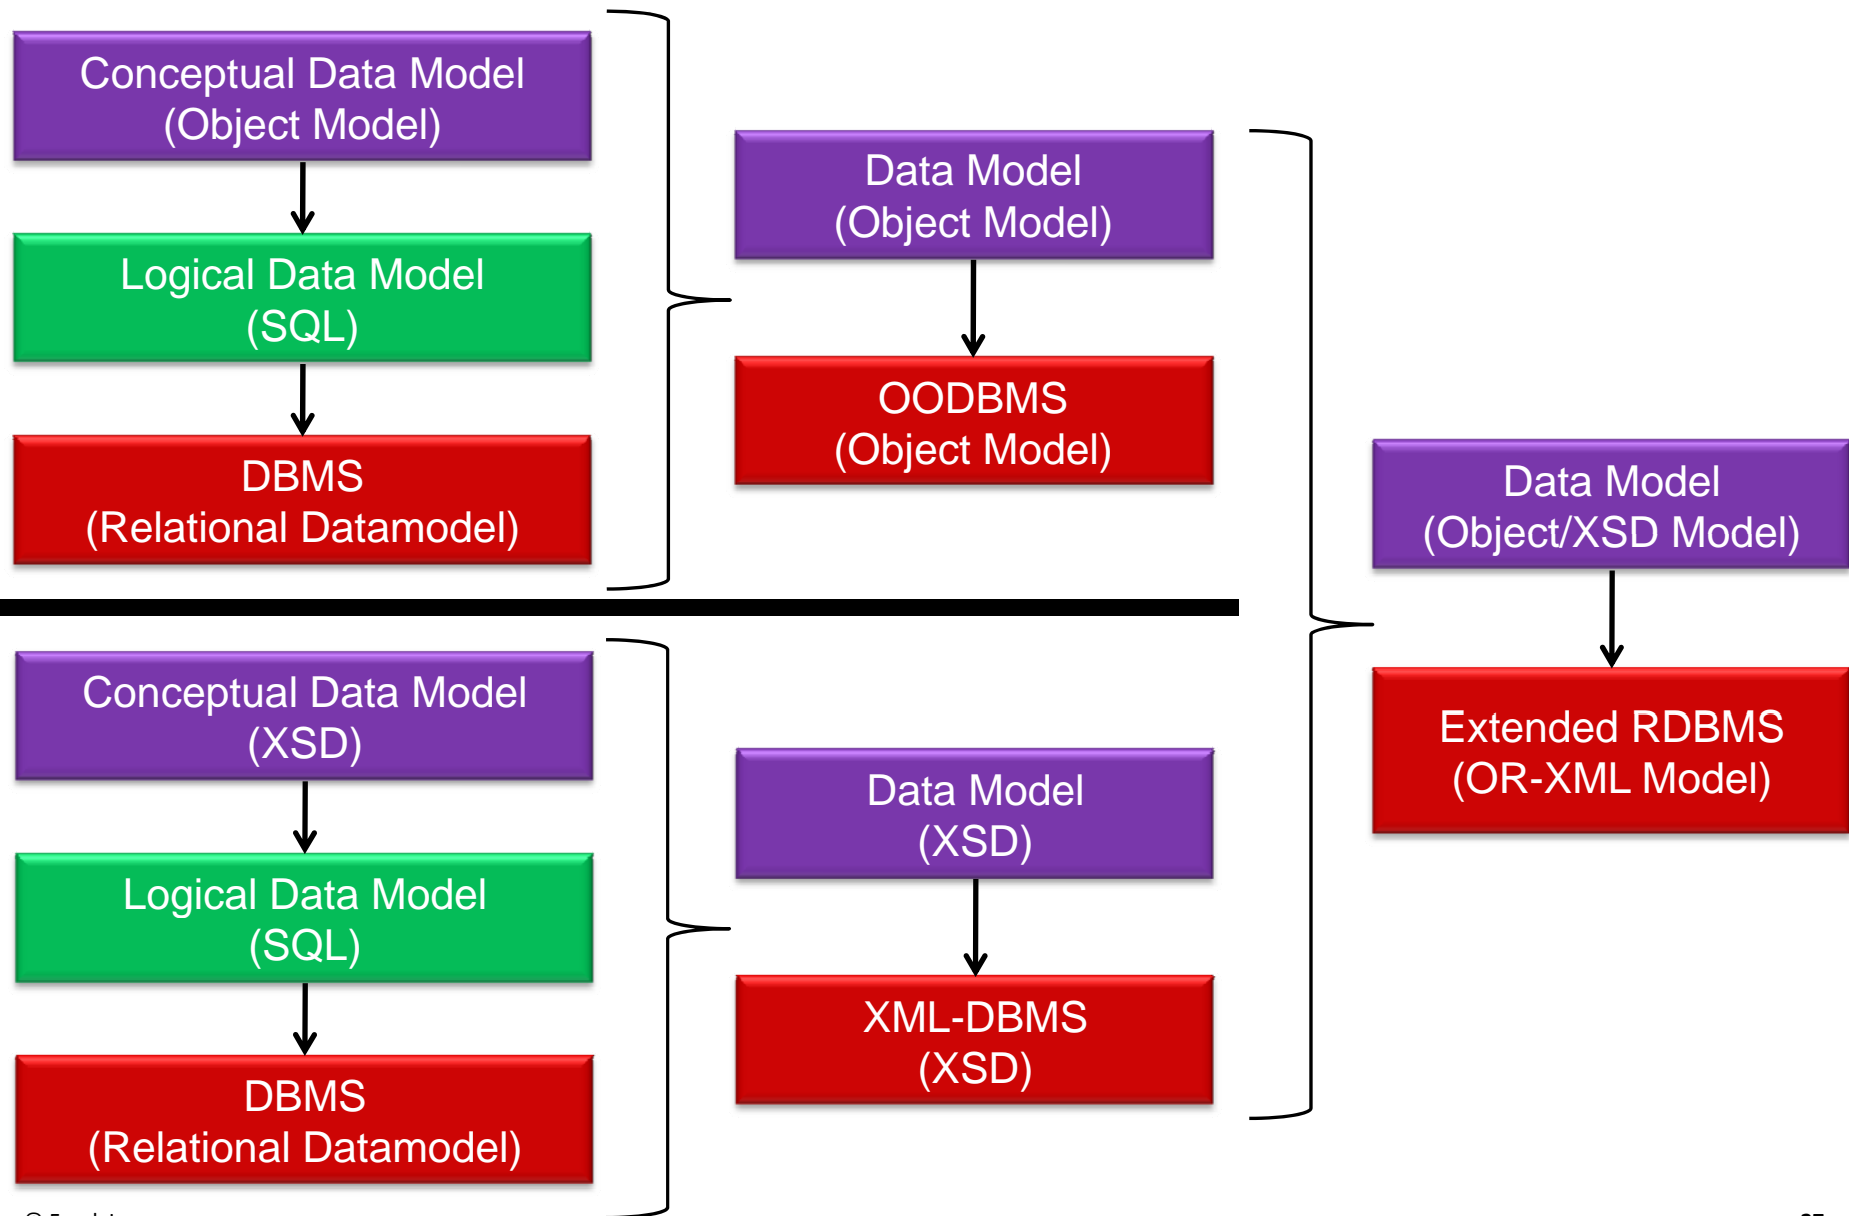 Conceptual Data Model
(Object Model)
Logical Data Model
(SQL)
DBMS
(Relational Datamodel)
Data Model
(Object Model)
OODBMS
(Object Model)
Conceptual Data Model
(XSD)
Logical Data Model
(SQL)
DBMS
(Relational Datamodel)
Data Model
(XSD)
XML-DBMS
(XSD)
Data Model
(Object/XSD Model)
Extended RDBMS
(OR-XML Model)